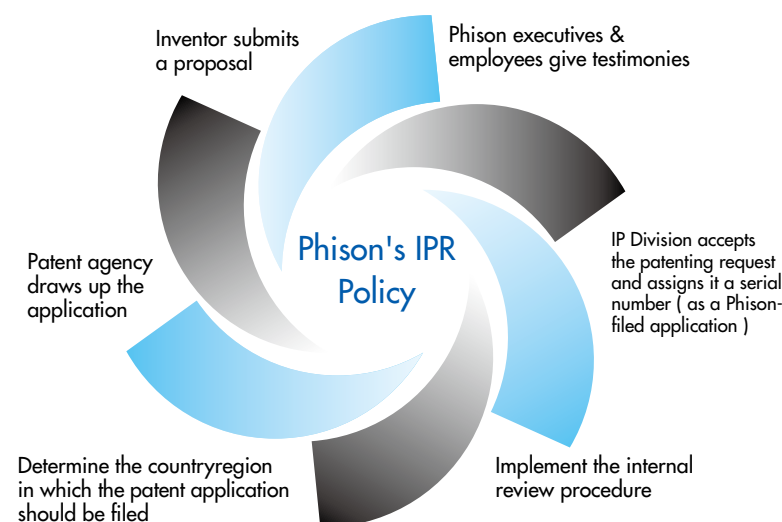 Inventor submits
a proposal
Phison executives &
employees give testimonies
IP Division accepts
the patenting request
and assigns it a serial
number ( as a Phison-
filed application )
Implement the internal
review procedure
Determine the countryregion
in which the patent application
should be filed
Patent agency
draws up the
application
Phison's IPR
Policy